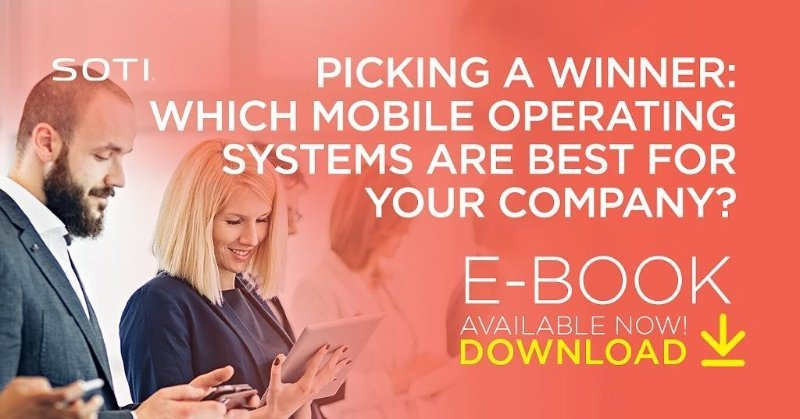 SOTI.
PICKING A WINNER:
WHICH MOBILE OPERATING
SYSTEMS ARE BEST FOR
YOUR COMPANY?
E-BOOK
AVAILABLE NOW!
DOWNLOAD